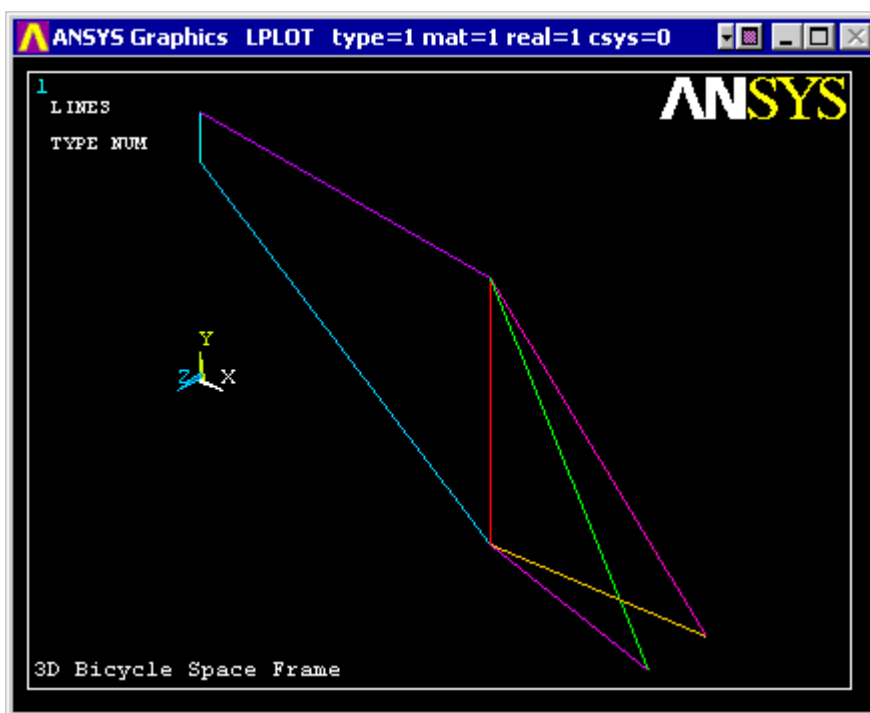 ANSYS Graphics LPLOT type=1 mat=1 real=1 csys=0
1
LINES
TYPE NUM
ANSYS
Y
Z X
3D Bicycle Space Frame